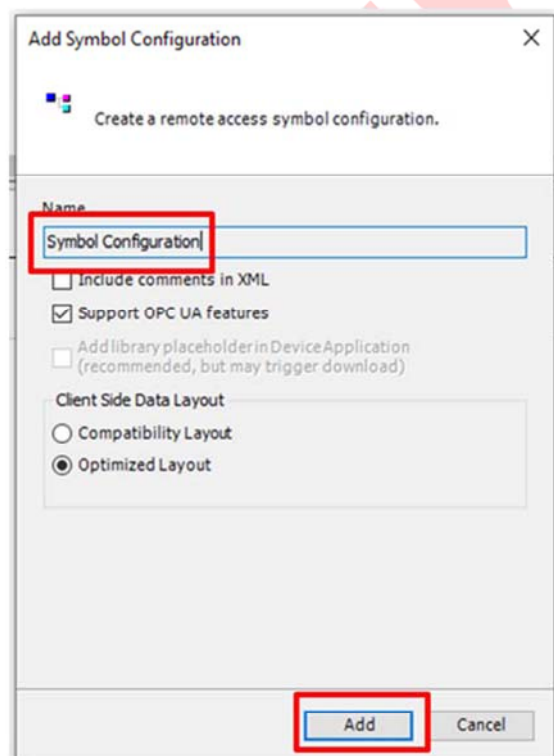 Add Symbol Configuration
Create a remote access symbol configuration.
Name
Symbol Configuration
Include comments in XML
Support OPC UA features
Add library placeholder in Device Application
(recommended, but may trigger download)
Client Side Data Layout
Compatibility Layout
Optimized Layout
Add
Cancel